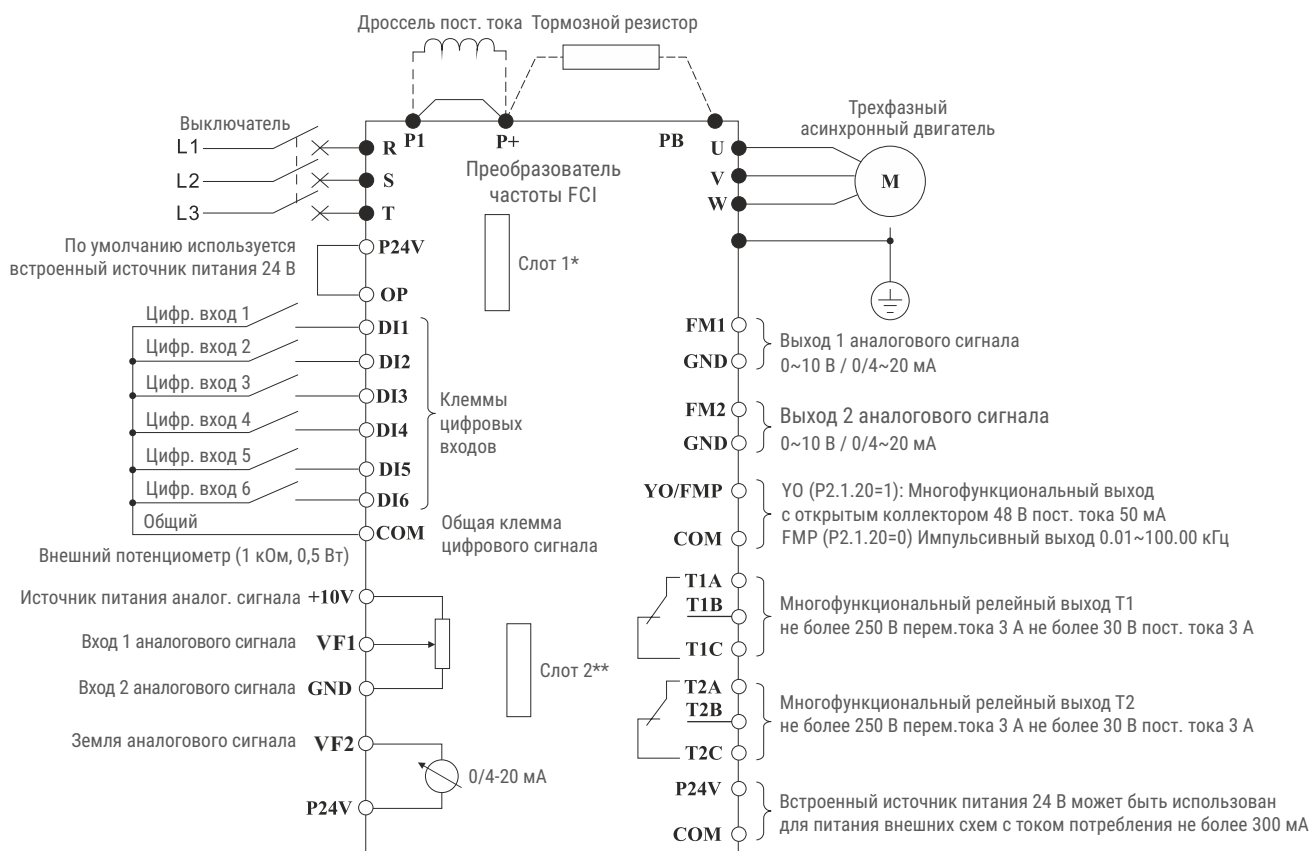 Дроссель пост. тока Тормозной резистор
Выключатель
L1
L2
L3
R
S
T
P1
P+
PB
U
V
W
Трехфазный
асинхронный двигатель
M
Преобразователь
частоты FCI
По умолчанию используется
встроенный источник питания 24 В
P24V
OP
Слот 1*
Цифр. вход 1
DI1
Цифр. вход 2
DI2
Цифр. вход 3
DI3
Цифр. вход 4
DI4
Цифр. вход 5
DI5
Цифр. вход 6
DI6
Общий
COM
Клеммы
цифровых
входов
Общая клемма
цифрового сигнала
Внешний потенциометр (1 кОм, 0,5 Вт)
Источник питания аналог. сигнала +10V
Вход 1 аналогового сигнала VF1
Вход 2 аналогового сигнала GND
Земля аналогового сигнала VF2
0/4-20 мА
P24V
Слот 2**
FM1
GND
Выход 1 аналогового сигнала
0~10 В / 0/4~20 мА
FM2
GND
Выход 2 аналогового сигнала
0~10 В / 0/4~20 мА
YO/FMP
COM
YO (P2.1.20=1): Многофункциональный выход
с открытым коллектором 48 В пост. тока 50 мА
FMP (P2.1.20=0) Импульсивный выход 0.01~100.00 кГц
T1A
T1B
T1C
Многофункциональный релейный выход T1
не более 250 В перем.тока 3 А не более 30 В пост. тока 3 А
T2A
T2B
T2C
Многофункциональный релейный выход T2
не более 250 В перем.тока 3 А не более 30 В пост. тока 3 А
P24V
COM
Встроенный источник питания 24 В может быть использован
для питания внешних схем с током потребления не более 300 мА